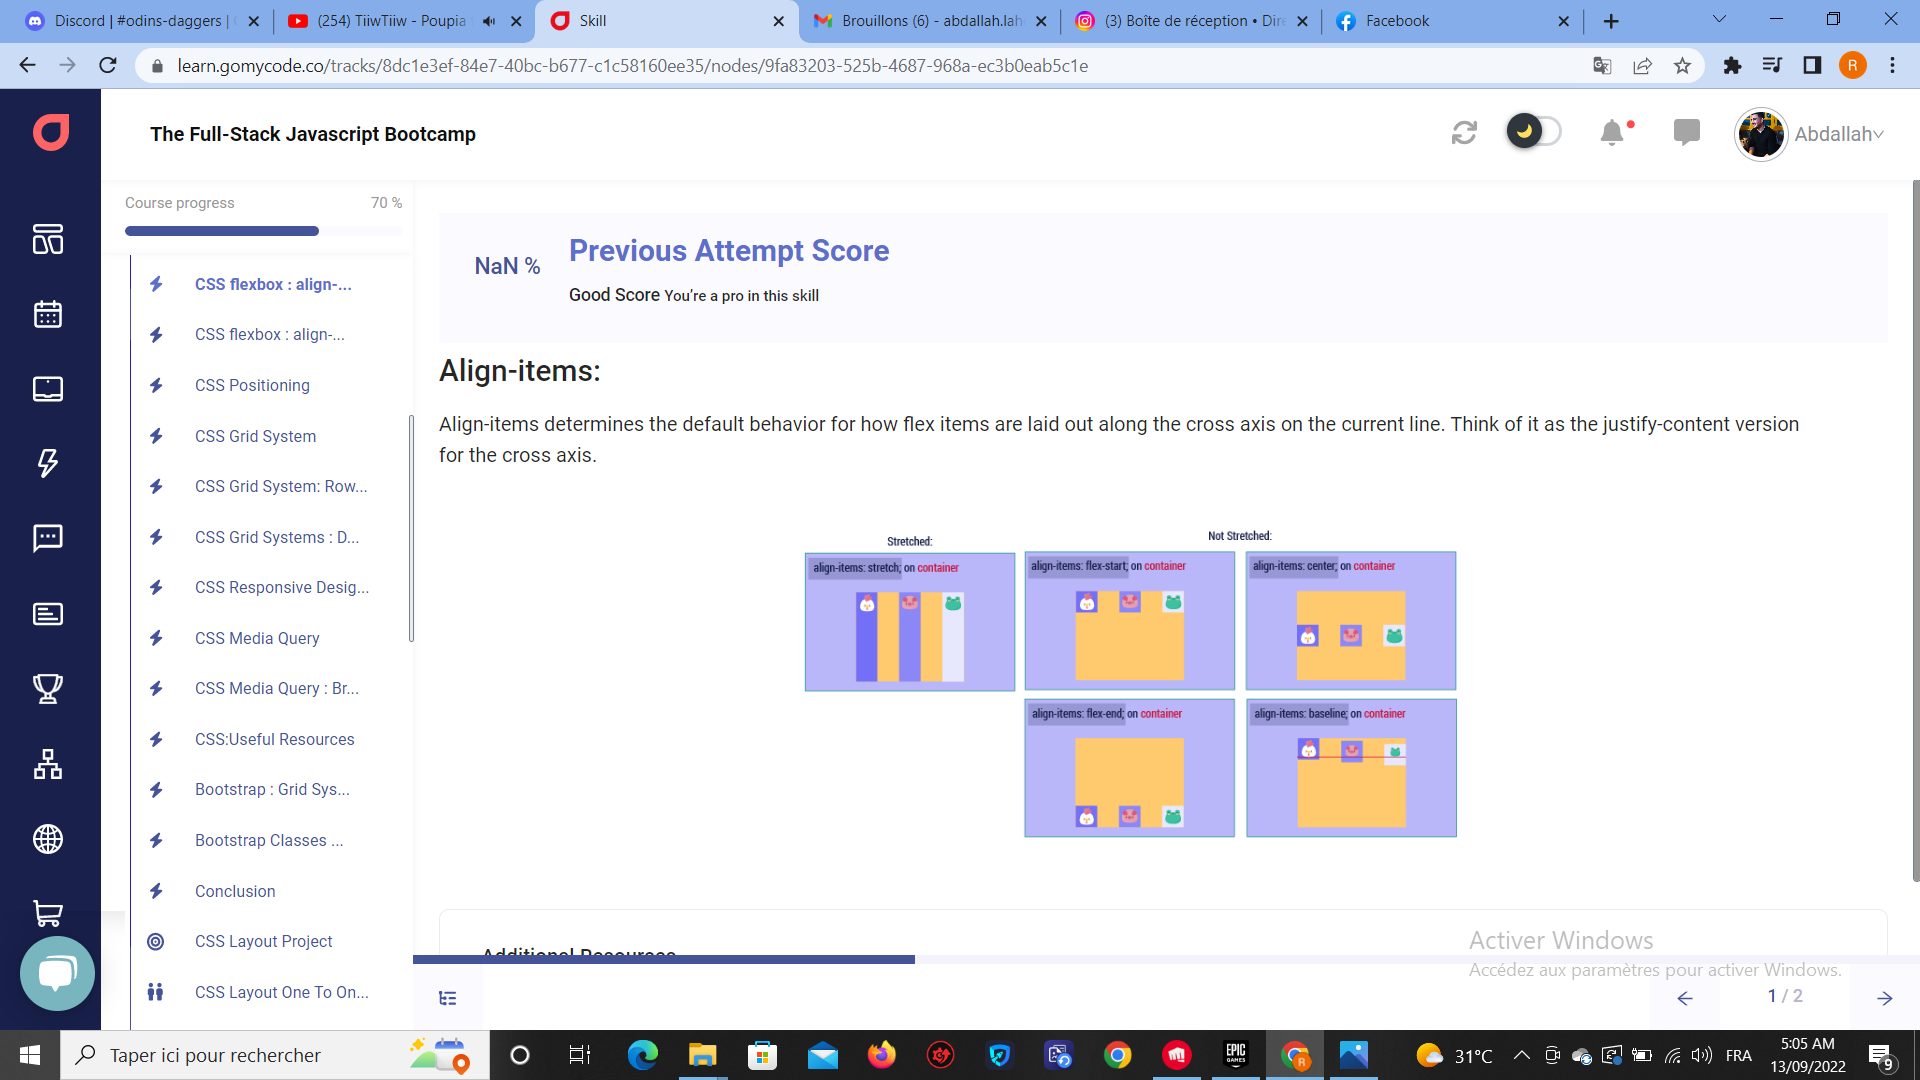 Discord | #odins-daggers |
(254) TiiwTiiw - Poupia
Skill
Brouillons (6) - abdallah.lah
(3) Boîte de réception • Dire
Facebook
learn.gomycode.co/tracks/8dc1e3ef-84e7-40bc-b677-c1c58160ee35/nodes/9fa83203-525b-4687-968a-ec3b0eab5c1e
R
The Full-Stack Javascript Bootcamp
Abdallah
Course progress
70 %
CSS flexbox : align-...
CSS flexbox : align-...
CSS Positioning
CSS Grid System
CSS Grid System: Row...
CSS Grid Systems : D...
CSS Responsive Desig...
CSS Media Query
CSS Media Query : Br...
CSS:Useful Resources
Bootstrap : Grid Sys...
Bootstrap Classes ...
Conclusion
CSS Layout Project
CSS Layout One To On...
NaN %
Previous Attempt Score
Good Score You're a pro in this skill
Align-items:
Align-items determines the default behavior for how flex items are laid out along the cross axis on the current line. Think of it as the justify-content version
for the cross axis.
Stretched:
Not Stretched:
align-items: stretch; on container
align-items: flex-start; on container
align-items: center; on container
align-items: flex-end; on container
align-items: baseline; on container
Additional Resources
Activer Windows
Accédez aux paramètres pour activer Windows.
1 / 2
Taper ici pour rechercher
EPIC
GAMES
R
31°C
FRA
5:05 AM
13/09/2022
9